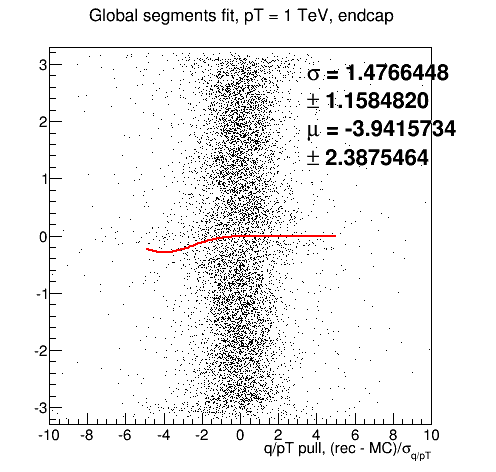 Global segments fit, pT = 1 TeV, endcap
σ = 1.4766448
± 1.1584820
μ = -3.9415734
± 2.3875464
3
2
1
0
-1
-2
-3
-10 -8 -6 -4 -2 0 2 4 6 8 10
q/pT pull, (rec - MC)/σq/pT